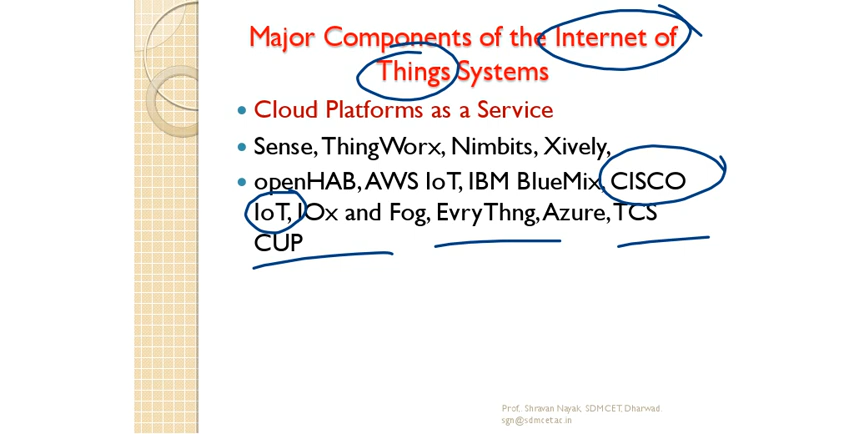 Major Components of the Internet of
Things Systems
Cloud Platforms as a Service
Sense, ThingWorx, Nimbits, Xively,
openHAB, AWS IoT, IBM BlueMix, CISCO
IoT, IOx and Fog, EvryThng, Azure, TCS
CUP
Prof. Shravan Nayak, SDMCET, Dharwad.
sgn@sdmcet.ac.in